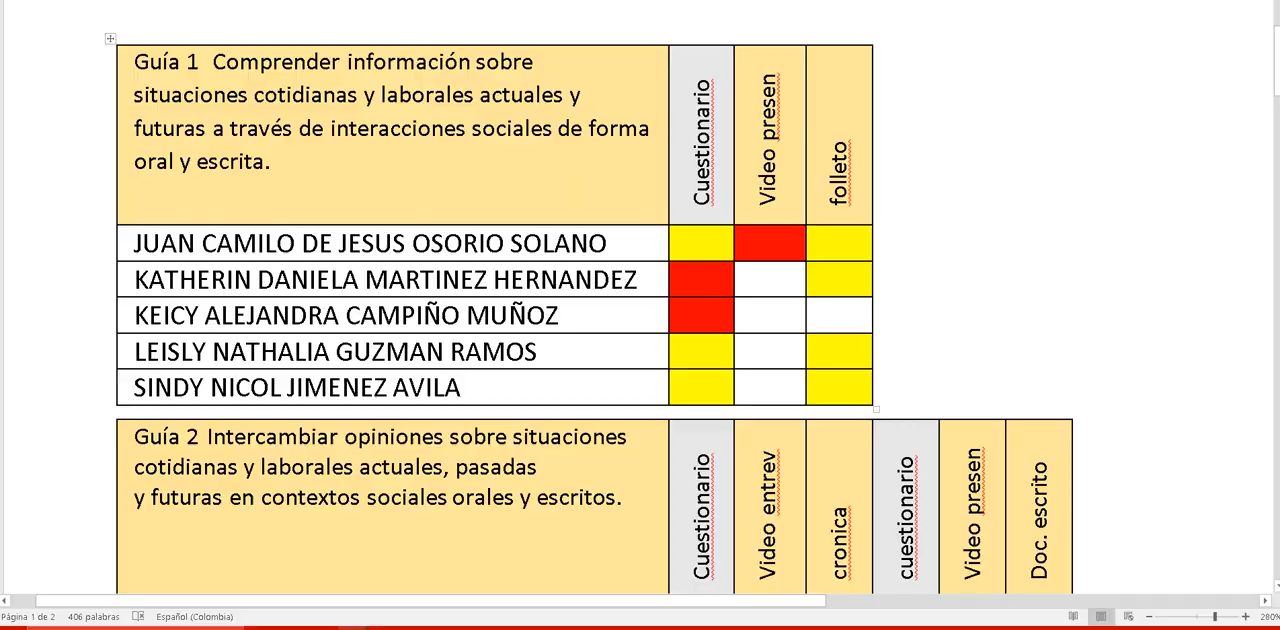 Guía 1 Comprender información sobre
situaciones cotidianas y laborales actuales y
futuras a través de interacciones sociales de forma
oral y escrita.
Cuestionario
Video presen
folleto
JUAN CAMILO DE JESUS OSORIO SOLANO
KATHERIN DANIELA MARTINEZ HERNANDEZ
KEICY ALEJANDRA CAMPIÑO MUÑOZ
LEISLY NATHALIA GUZMAN RAMOS
SINDY NICOL JIMENEZ AVILA
Guía 2 Intercambiar opiniones sobre situaciones
cotidianas y laborales actuales, pasadas
y futuras en contextos sociales orales y escritos.
Cuestionario
Video entrev
cronica
cuestionario
Video presen
Doc. escrito
Página 1 de 2 406 palabras Español (Colombia) 280%